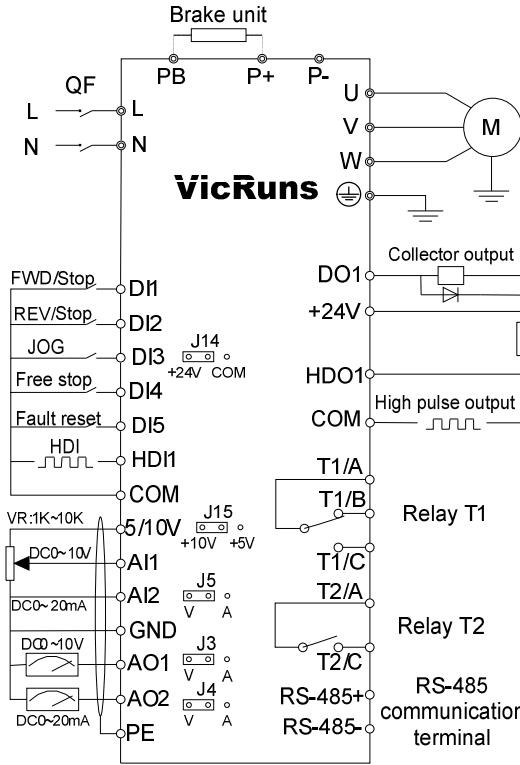 Brake unit
PB P+ P-
QF
L L
N N
U
V
W
M
VicRuns
Collector output
DO1
+24V
HDO1
High pulse output
COM
FWD/Stop DI1
REV/Stop DI2
JOG DI3
J14
+24V COM
Free stop DI4
Fault reset DI5
HDI HDI1
COM
VR:1K~10K 5/10V
J15
+10V +5V
DC0~10V AI1
DC0~20mA AI2
J5
V A
GND
DC0~10V AO1
J3
V A
DC0~20mA AO2
J4
V A
PE
T1/A
T1/B
T1/C
Relay T1
T2/A
T2/C
Relay T2
RS-485+
RS-485-
RS-485
communication
terminal